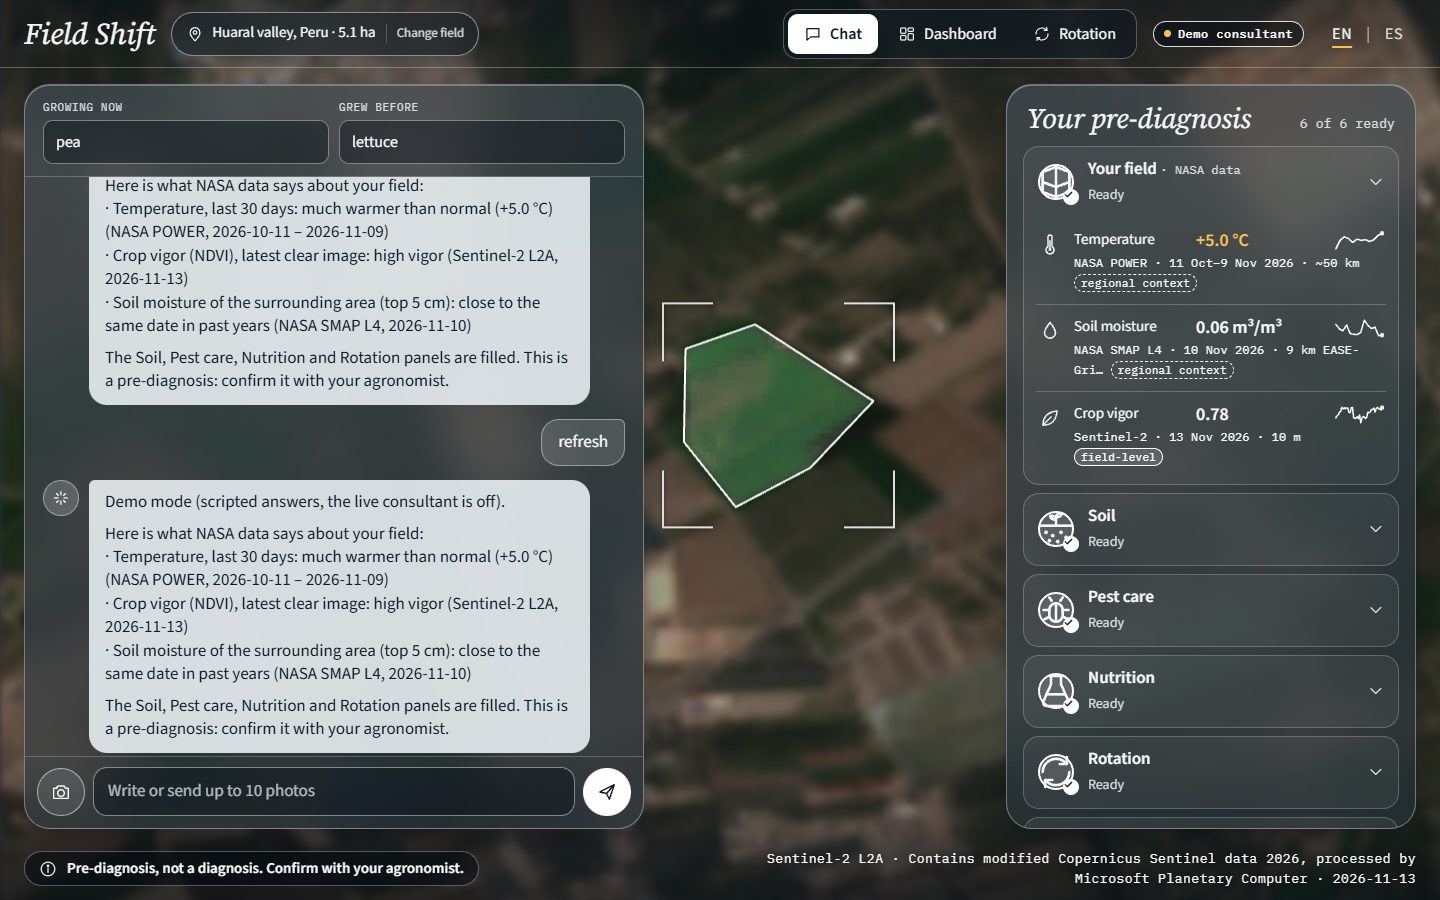 Field Shift
Huaral valley, Peru · 5.1 ha
Change field
Chat
Dashboard
Rotation
Demo consultant
EN | ES
GROWING NOW
GREW BEFORE
pea
lettuce
Here is what NASA data says about your field:
· Temperature, last 30 days: much warmer than normal (+5.0 °C)
(NASA POWER, 2026-10-11 – 2026-11-09)
· Crop vigor (NDVI), latest clear image: high vigor (Sentinel-2 L2A,
2026-11-13)
· Soil moisture of the surrounding area (top 5 cm): close to the
same date in past years (NASA SMAP L4, 2026-11-10)
The Soil, Pest care, Nutrition and Rotation panels are filled. This is
a pre-diagnosis: confirm it with your agronomist.
refresh
Demo mode (scripted answers, the live consultant is off).
Here is what NASA data says about your field:
· Temperature, last 30 days: much warmer than normal (+5.0 °C)
(NASA POWER, 2026-10-11 – 2026-11-09)
· Crop vigor (NDVI), latest clear image: high vigor (Sentinel-2 L2A,
2026-11-13)
· Soil moisture of the surrounding area (top 5 cm): close to the
same date in past years (NASA SMAP L4, 2026-11-10)
The Soil, Pest care, Nutrition and Rotation panels are filled. This is
a pre-diagnosis: confirm it with your agronomist.
Write or send up to 10 photos
Your pre-diagnosis
6 of 6 ready
Your field · NASA data
Ready
Temperature +5.0 °C
NASA POWER · 11 Oct–9 Nov 2026 · ~50 km
regional context
Soil moisture 0.06 m³/m³
NASA SMAP L4 · 10 Nov 2026 · 9 km EASE-
Gri… regional context
Crop vigor 0.78
Sentinel-2 · 13 Nov 2026 · 10 m
field-level
Soil
Ready
Pest care
Ready
Nutrition
Ready
Rotation
Ready
Pre-diagnosis, not a diagnosis. Confirm with your agronomist.
Sentinel-2 L2A · Contains modified Copernicus Sentinel data 2026, processed by
Microsoft Planetary Computer · 2026-11-13